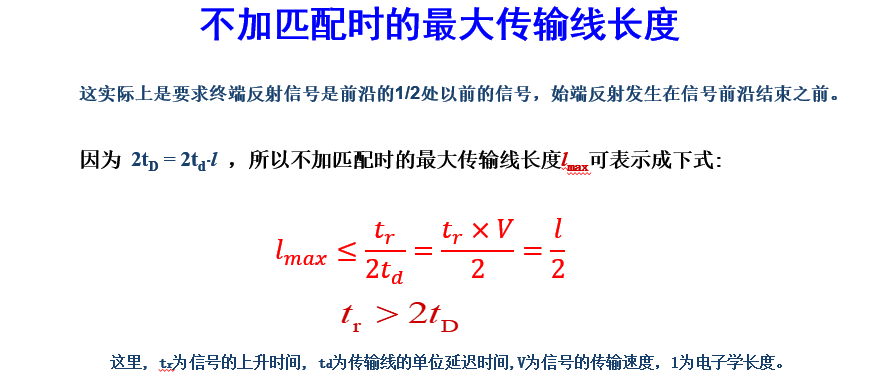 不加匹配时的最大传输线长度
这实际上是要求终端反射信号是前沿的1/2处以前的信号，始端反射发生在信号前沿结束之前。
因为 2tD = 2td·l ，所以不加匹配时的最大传输线长度lmax可表示成下式:
lmax ≤ tr/2td = tr × V/2 = l/2
tr > 2tD
这里，tr为信号的上升时间，td为传输线的单位延迟时间,V为信号的传输速度，l为电子学长度。